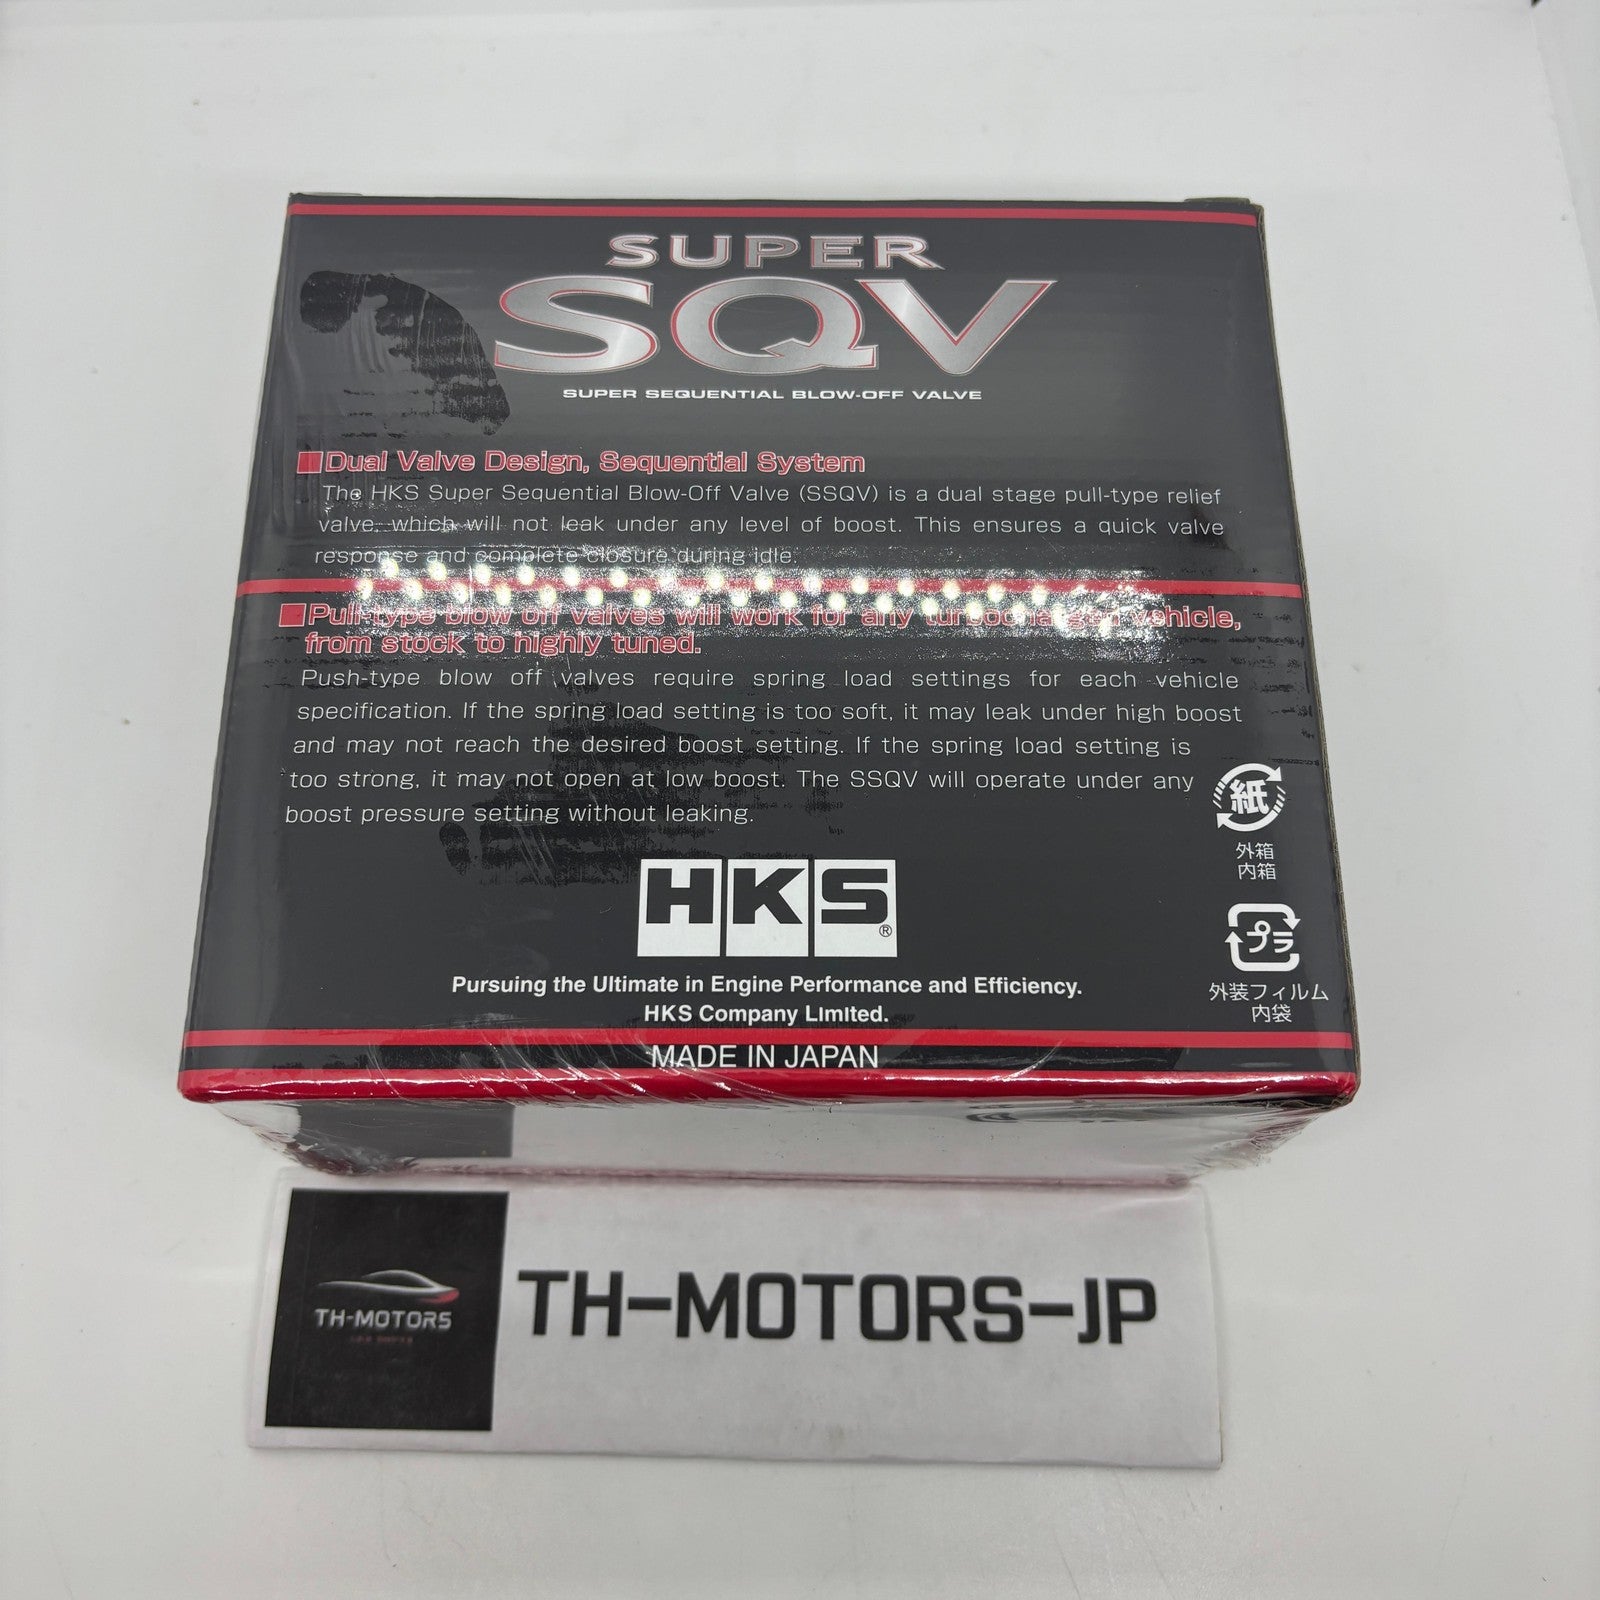 SUPER
SQV
SUPER SEQUENTIAL BLOW-OFF VALVE
■Dual Valve Design, Sequential System
The HKS Super Sequential Blow-Off Valve (SSQV) is a dual stage pull-type relief
valve, which will not leak under any level of boost. This ensures a quick valve
response and complete closure during idle.
■Pull-type blow off valves will work for any turbocharged vehicle,
from stock to highly tuned.
Push-type blow off valves require spring load settings for each vehicle
specification. If the spring load setting is too soft, it may leak under high boost
and may not reach the desired boost setting. If the spring load setting is
too strong, it may not open at low boost. The SSQV will operate under any
boost pressure setting without leaking.
紙
外箱
内箱
HKS®
プラ
外装フィルム
内袋
Pursuing the Ultimate in Engine Performance and Efficiency.
HKS Company Limited.
MADE IN JAPAN
TH-MOTORS
TH-MOTORS-JP